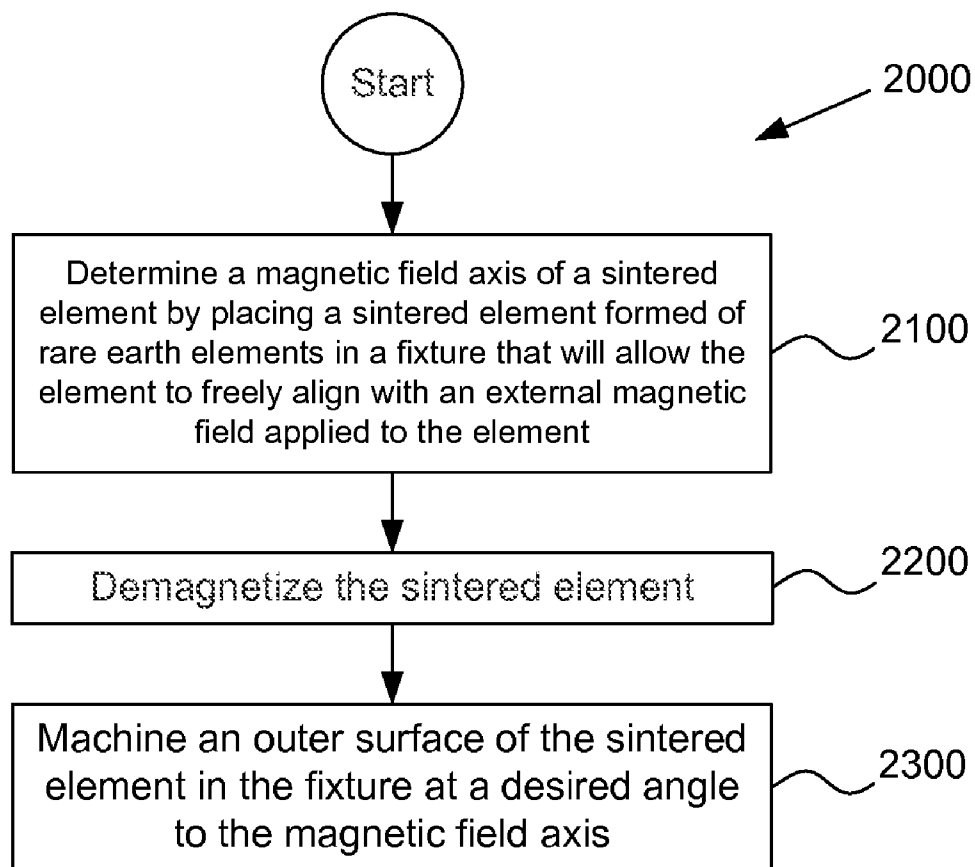 Start
2000
Determine a magnetic field axis of a sintered
element by placing a sintered element formed of
rare earth elements in a fixture that will allow the
element to freely align with an external magnetic
field applied to the element
2100
Demagnetize the sintered element
2200
Machine an outer surface of the sintered
element in the fixture at a desired angle
to the magnetic field axis
2300